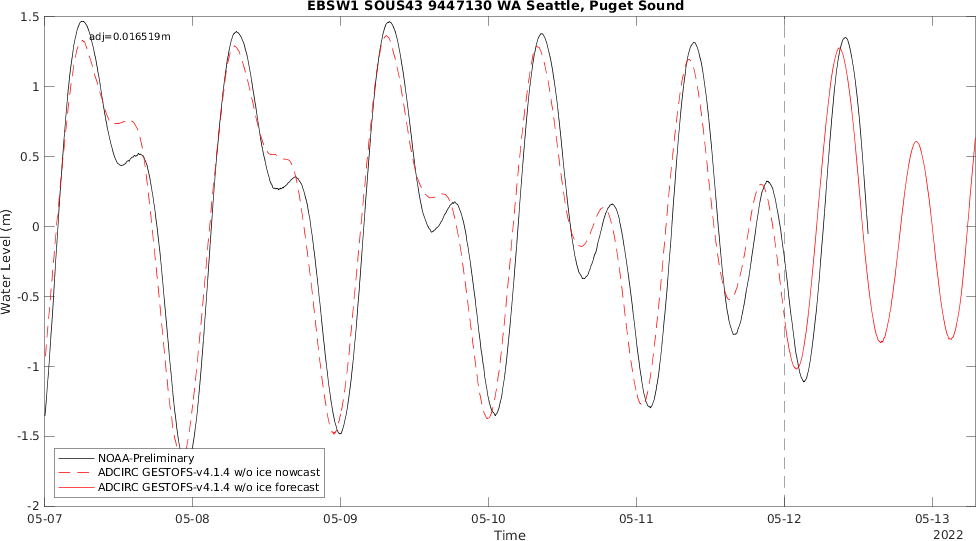 EBSW1 SOUS43 9447130 WA Seattle, Puget Sound
adj=0.016519m
1.5
1
0.5
0
-0.5
-1
-1.5
-2
Water Level (m)
NOAA-Preliminary
ADCIRC GESTOFS-v4.1.4 w/o ice nowcast
ADCIRC GESTOFS-v4.1.4 w/o ice forecast
05-07 05-08 05-09 05-10 05-11 05-12 05-13
Time
2022